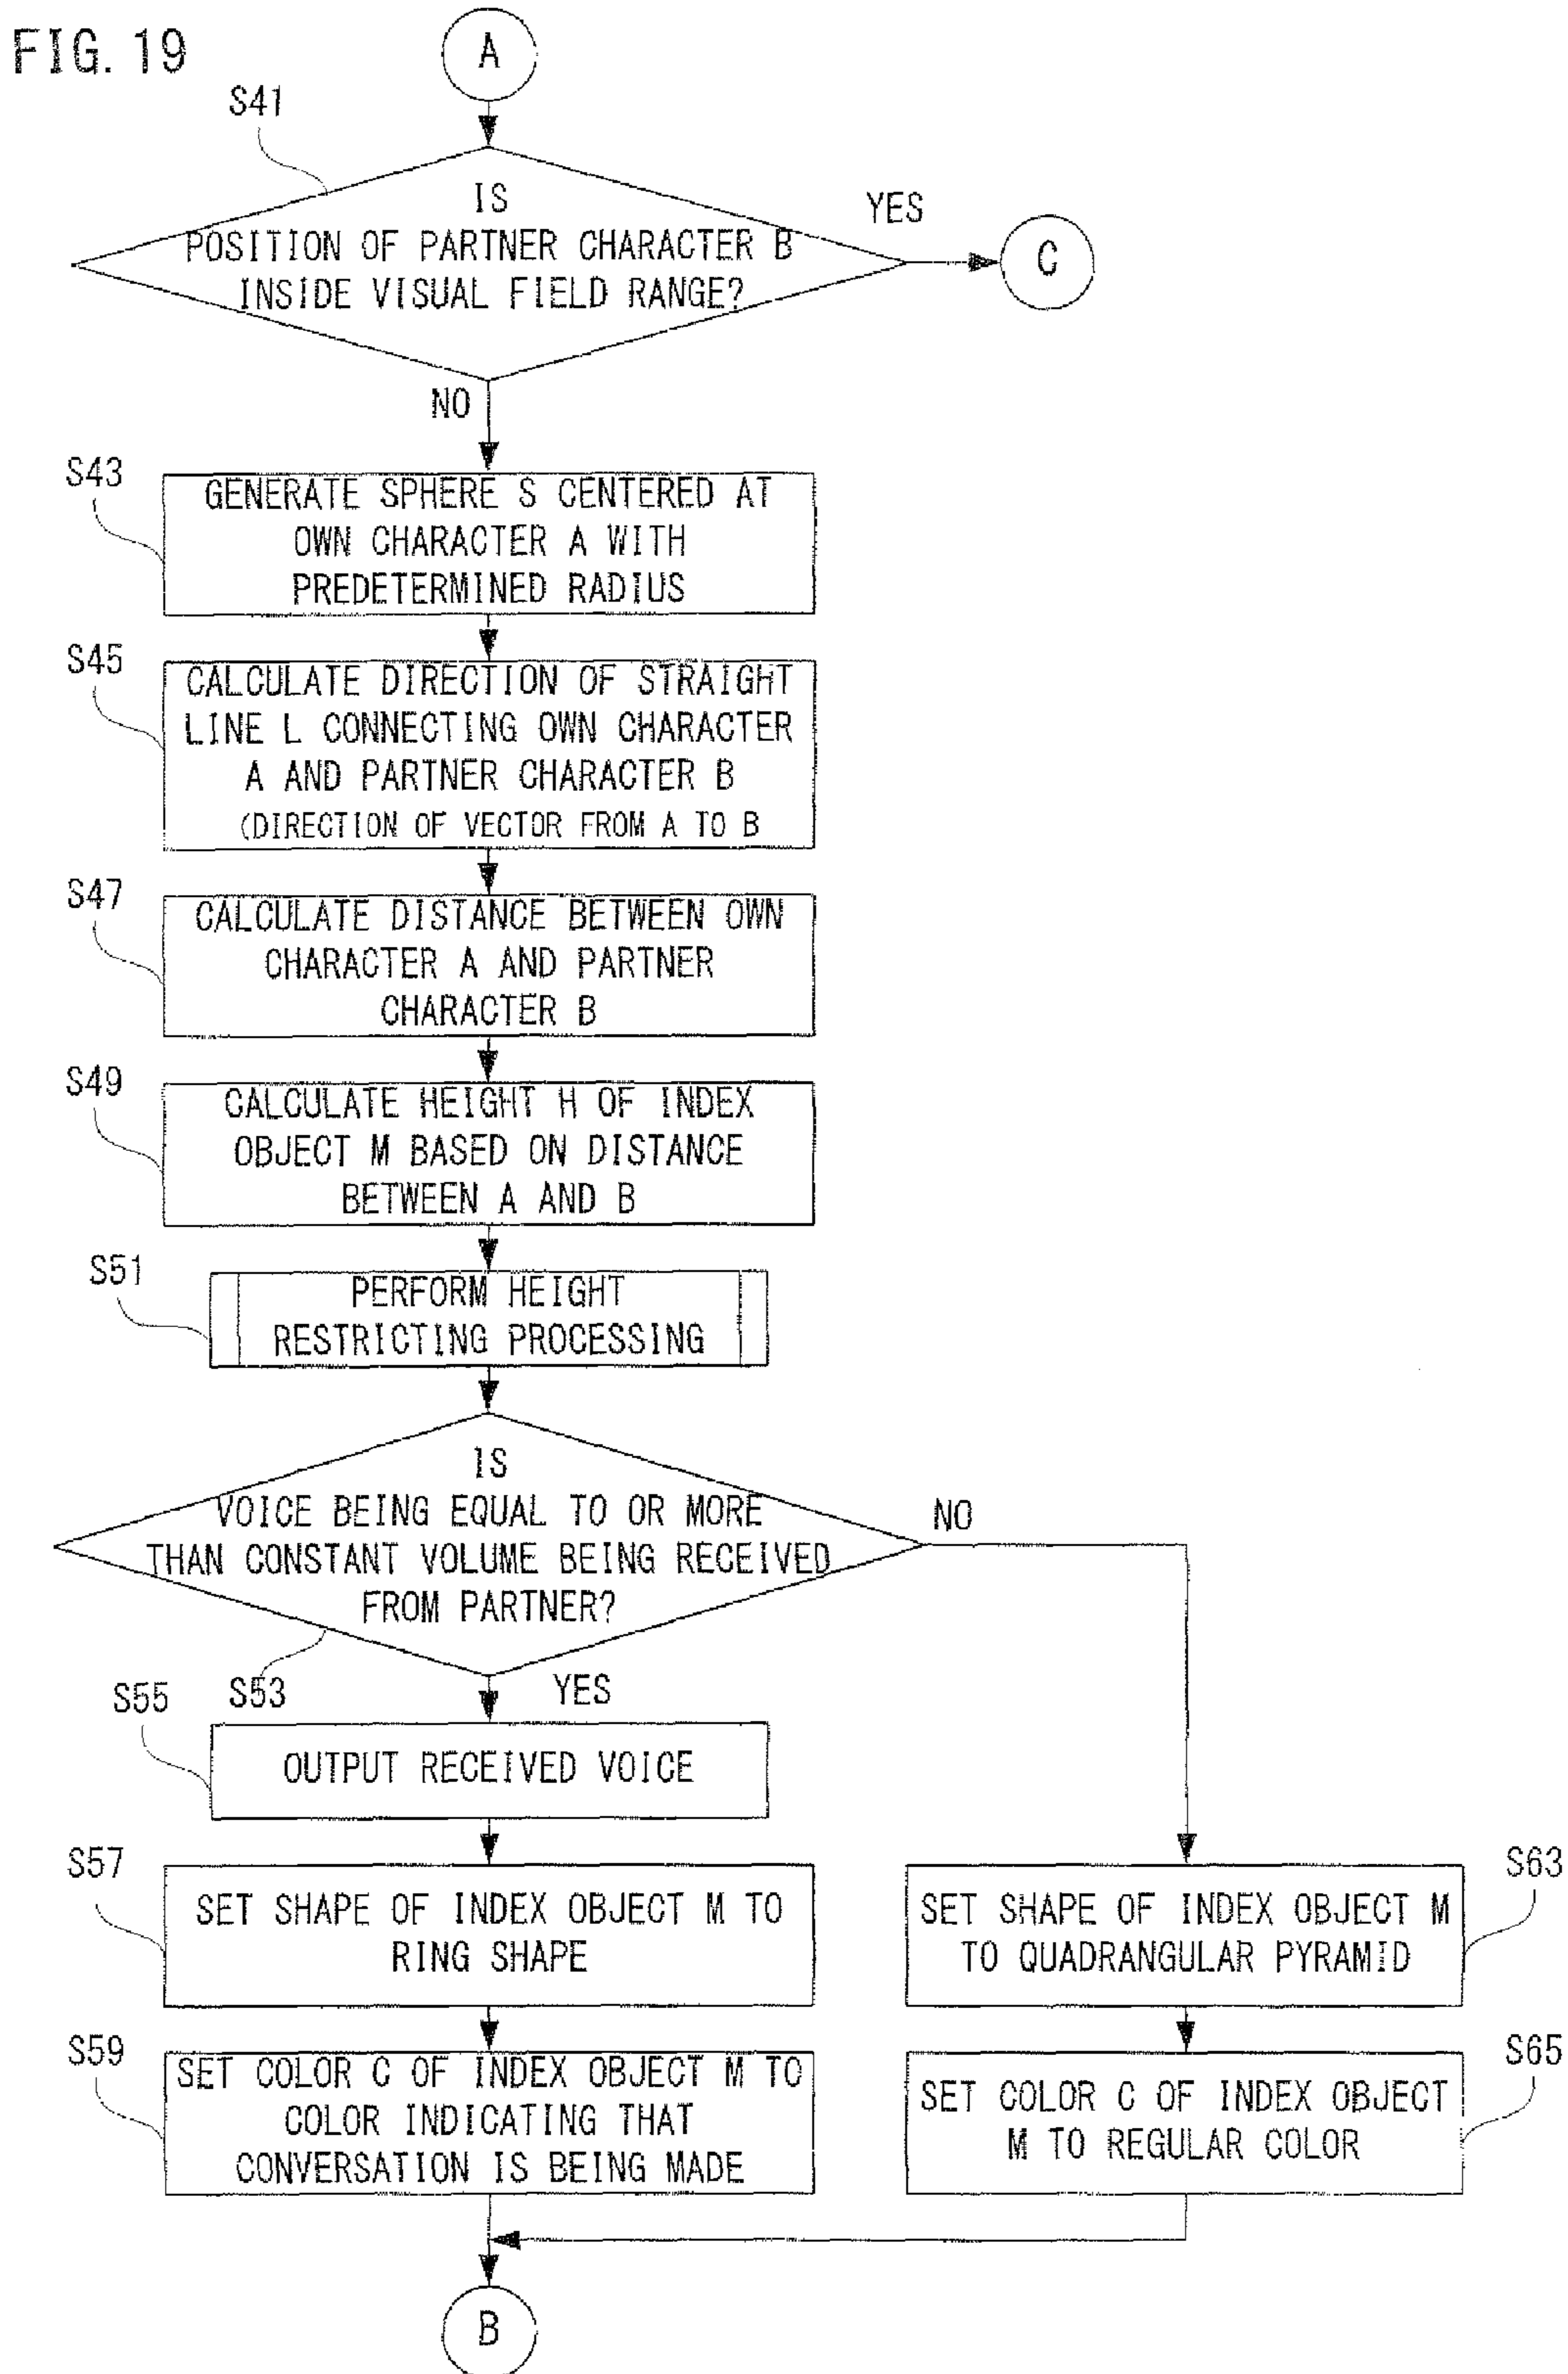 FIG. 19
A
S41
IS
POSITION OF PARTNER CHARACTER B
INSIDE VISUAL FIELD RANGE?
YES
C
NO
S43
GENERATE SPHERE S CENTERED AT
OWN CHARACTER A WITH
PREDETERMINED RADIUS
S45
CALCULATE DIRECTION OF STRAIGHT
LINE L CONNECTING OWN CHARACTER
A AND PARTNER CHARACTER B
(DIRECTION OF VECTOR FROM A TO B
S47
CALCULATE DISTANCE BETWEEN OWN
CHARACTER A AND PARTNER
CHARACTER B
S49
CALCULATE HEIGHT H OF INDEX
OBJECT M BASED ON DISTANCE
BETWEEN A AND B
S51
PERFORM HEIGHT
RESTRICTING PROCESSING
IS
VOICE BEING EQUAL TO OR MORE
THAN CONSTANT VOLUME BEING RECEIVED
FROM PARTNER?
NO
S53
YES
S55
OUTPUT RECEIVED VOICE
S57
SET SHAPE OF INDEX OBJECT M TO
RING SHAPE
S63
SET SHAPE OF INDEX OBJECT M
TO QUADRANGULAR PYRAMID
S59
SET COLOR C OF INDEX OBJECT M TO
COLOR INDICATING THAT
CONVERSATION IS BEING MADE
S65
SET COLOR C OF INDEX OBJECT
M TO REGULAR COLOR
B